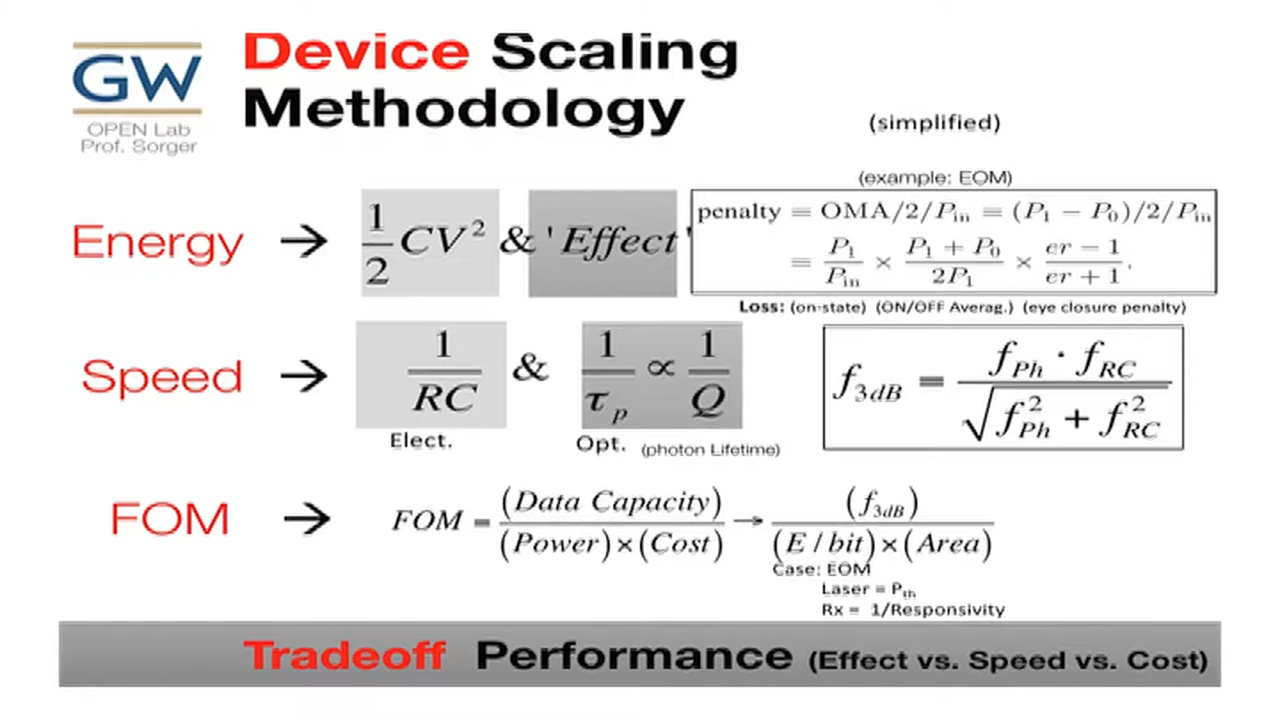 GW
OPEN Lab
Prof. Sorger
Device Scaling
Methodology
(simplified)
(example: EOM)
Energy → 1/2 CV² & 'Effect'
penalty = OMA/2/P_in = (P_1 − P_0)/2/P_in
= P_1/P_in × (P_1 + P_0)/2P_1 × (er − 1)/(er + 1).
Loss: (on-state) (ON/OFF Averag.) (eye closure penalty)
Speed → 1/RC & 1/τ_p ∝ 1/Q
f_3dB = f_Ph · f_RC / √(f²_Ph + f²_RC)
Elect.
Opt. (photon Lifetime)
FOM → FOM = (Data Capacity)/(Power)×(Cost) → (f_3dB)/(E / bit)×(Area)
Case: EOM
Laser = P_th
Rx = 1/Responsivity
Tradeoff Performance (Effect vs. Speed vs. Cost)